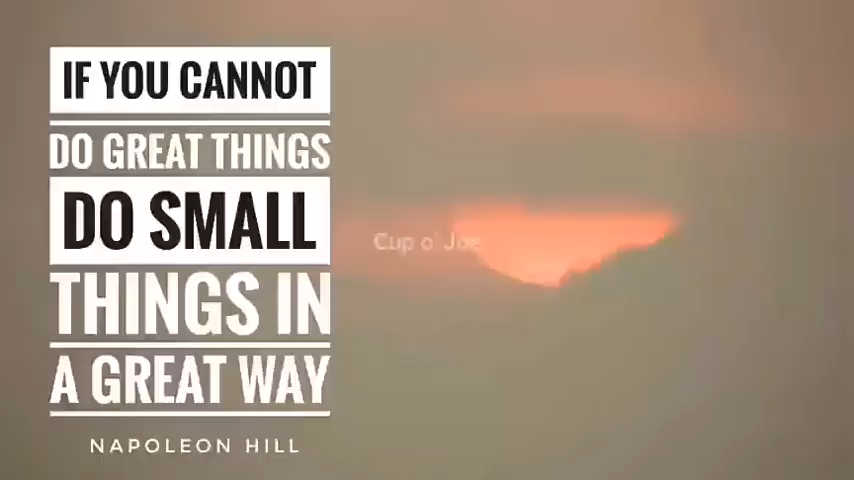 IF YOU CANNOT
DO GREAT THINGS
DO SMALL
THINGS IN
A GREAT WAY
NAPOLEON HILL
Cup o' Joe